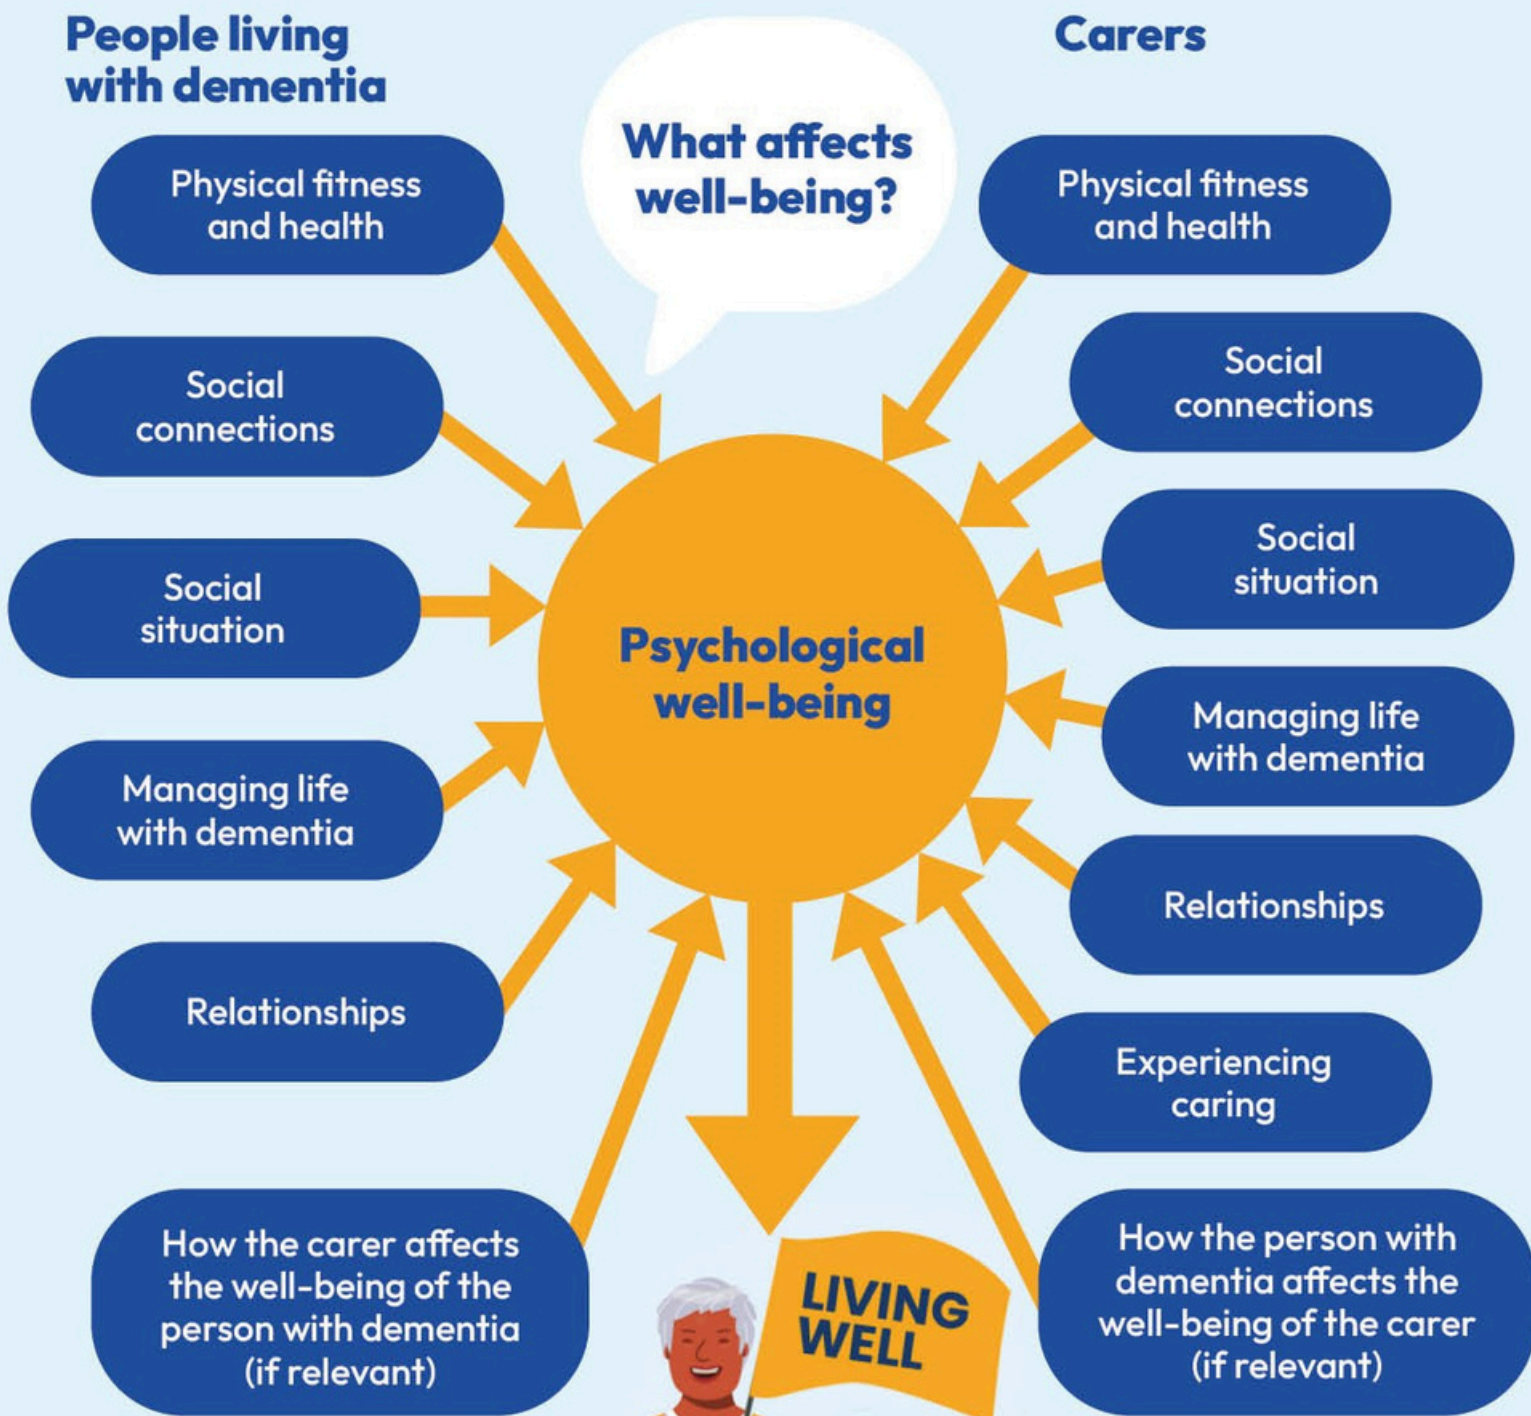 People living
with dementia
What affects
well-being?
Carers
Physical fitness
and health
Social
connections
Social
situation
Managing life
with dementia
Relationships
How the carer affects
the well-being of the
person with dementia
(if relevant)
Psychological
well-being
LIVING
WELL
Physical fitness
and health
Social
connections
Social
situation
Managing life
with dementia
Relationships
Experiencing
caring
How the person with
dementia affects the
well-being of the carer
(if relevant)